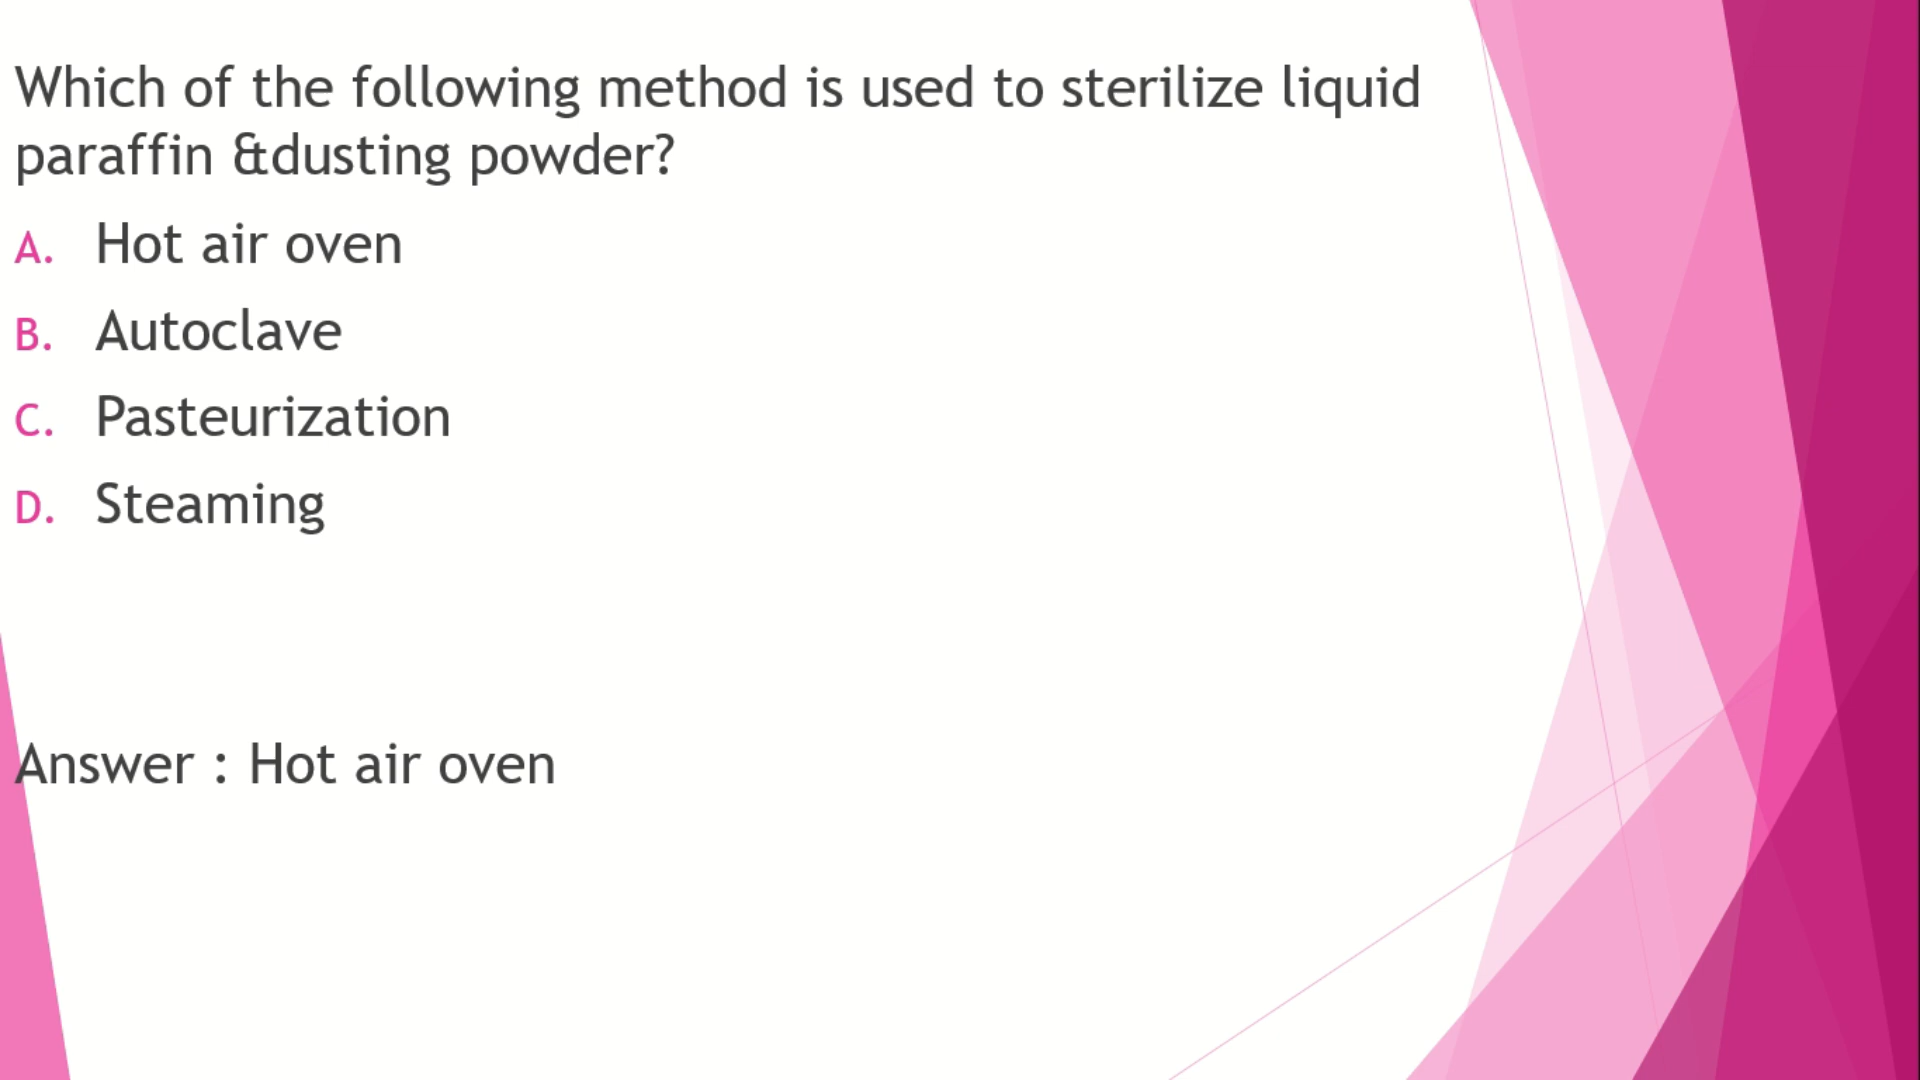 Which of the following method is used to sterilize liquid
paraffin &dusting powder?
A. Hot air oven
B. Autoclave
C. Pasteurization
D. Steaming
Answer : Hot air oven